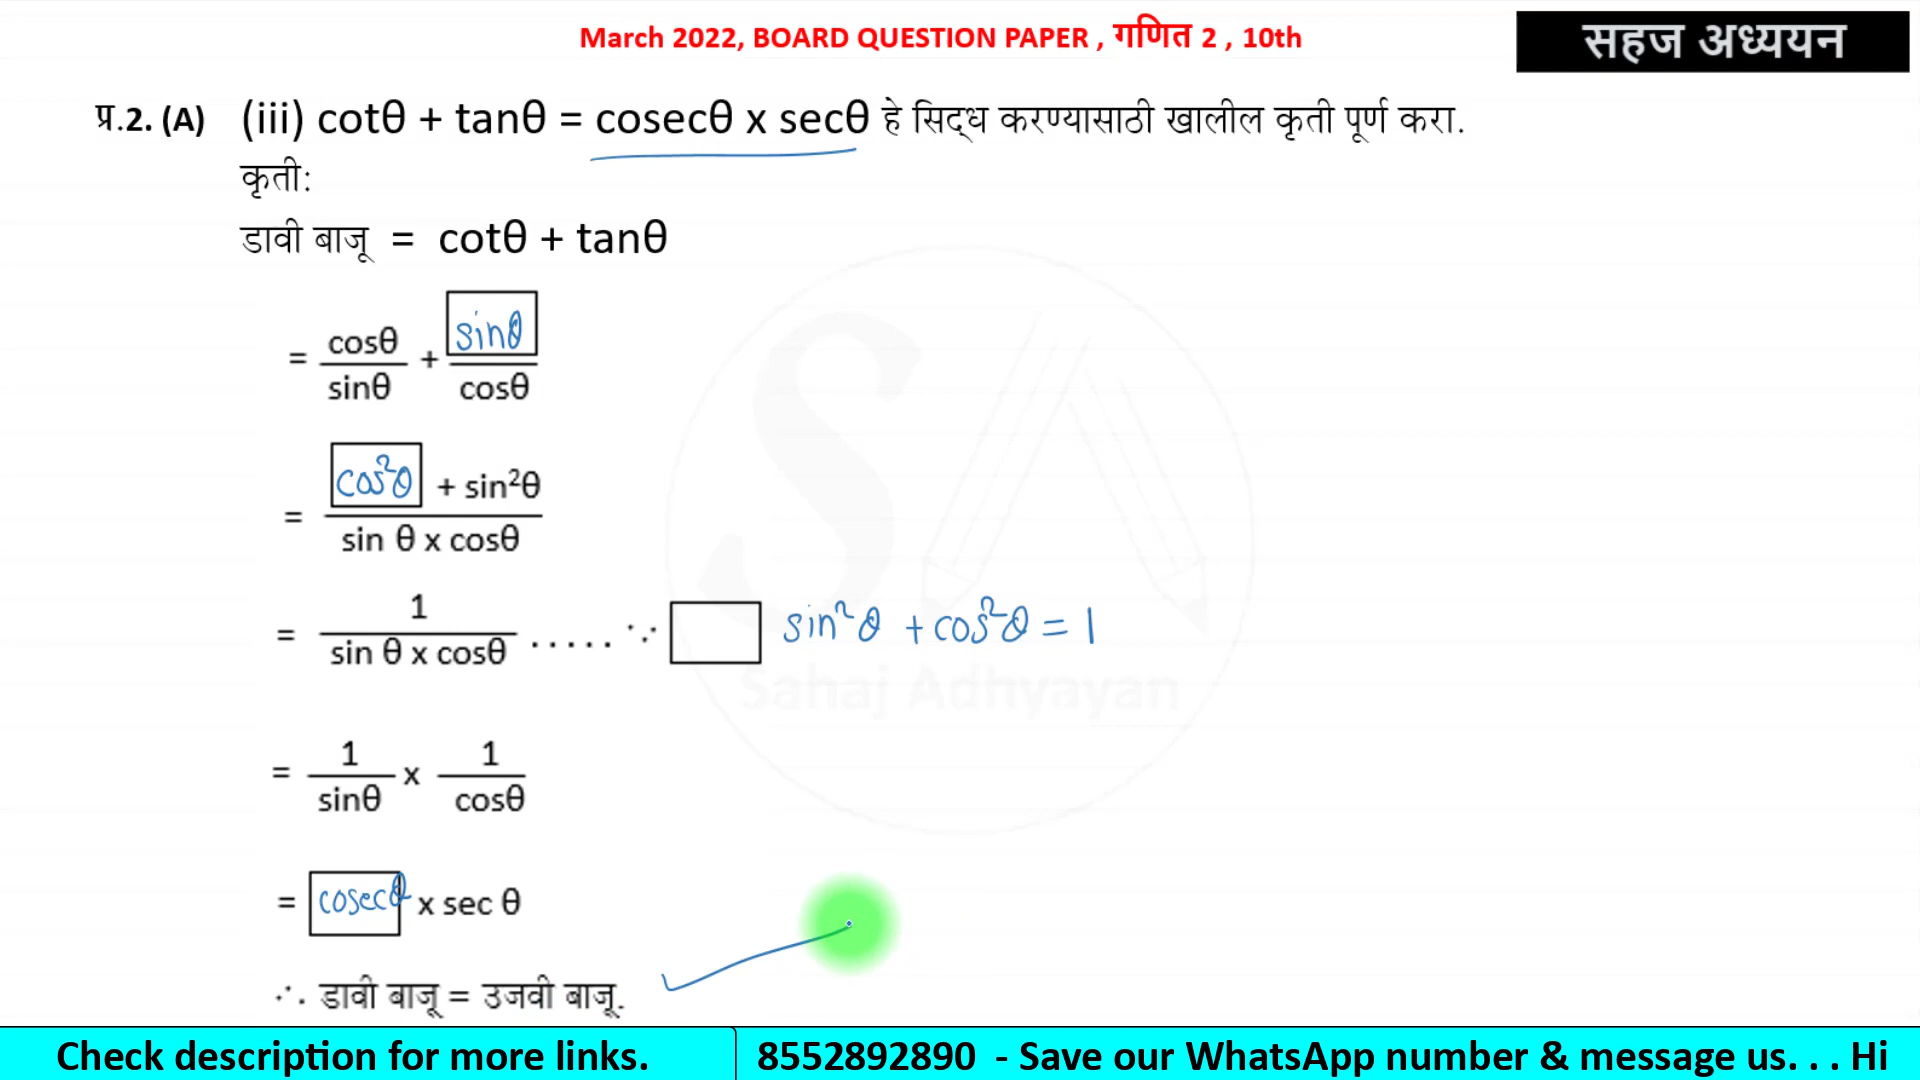 March 2022, BOARD QUESTION PAPER , गणित 2 , 10th
सहज अध्ययन
प्र.2. (A) (iii) cotθ + tanθ = cosecθ x secθ हे सिद्ध करण्यासाठी खालील कृती पूर्ण करा.
कृती:
डावी बाजू = cotθ + tanθ
= cosθ/sinθ + sinθ/cosθ
= cos²θ + sin²θ / sin θ x cosθ
= 1 / sin θ x cosθ ..... ∵ sin²θ + cos²θ = 1
Sahaj Adhyayan
= 1/sinθ x 1/cosθ
= cosecθ x sec θ
∴ डावी बाजू = उजवी बाजू.
Check description for more links.
8552892890 - Save our WhatsApp number & message us. . . Hi